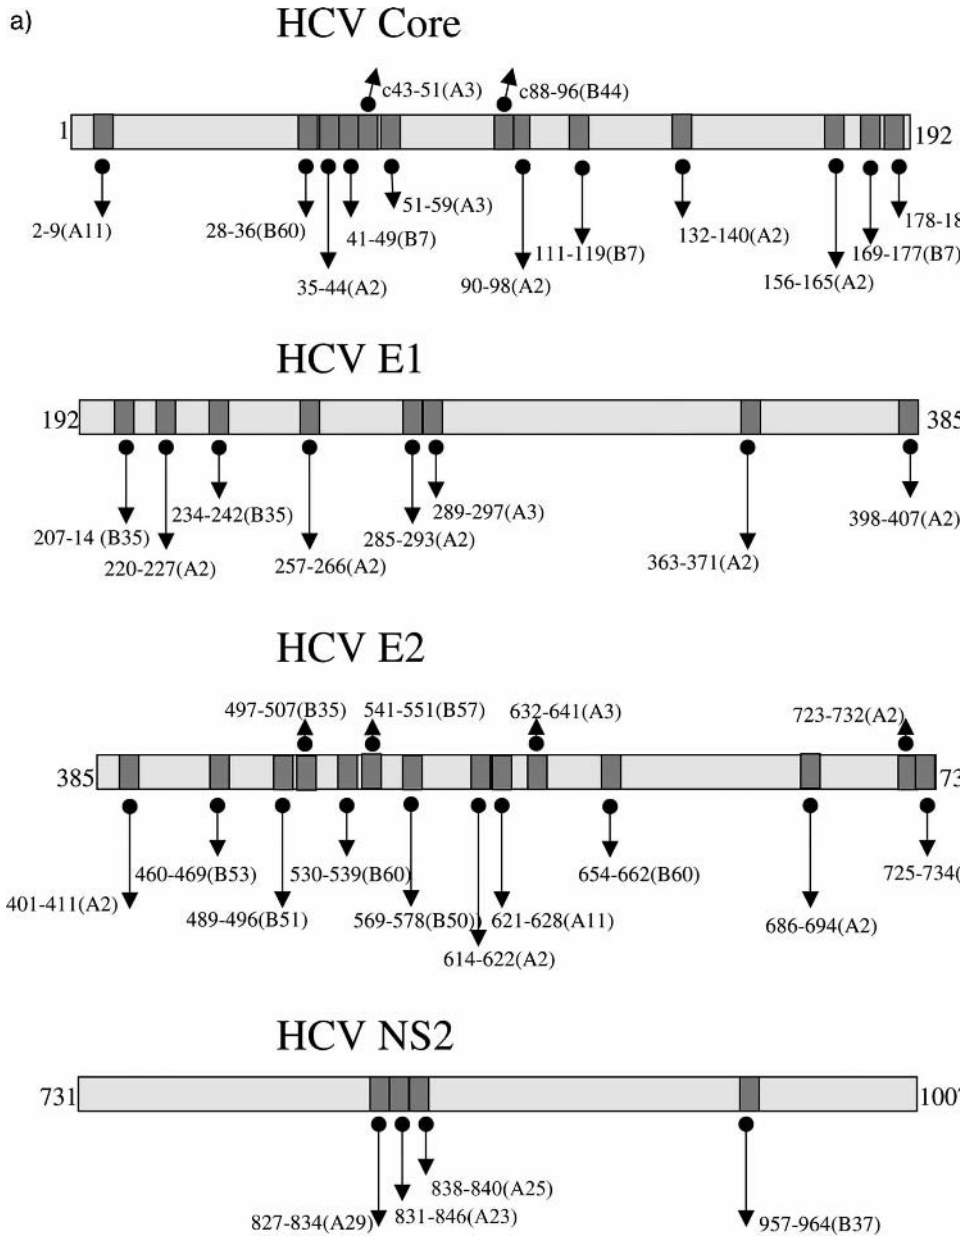 a)
HCV Core
c43-51(A3)
c88-96(B44)
1
192
2-9(A11)
28-36(B60)
35-44(A2)
41-49(B7)
51-59(A3)
90-98(A2)
111-119(B7)
132-140(A2)
156-165(A2)
169-177(B7)
178-18
HCV E1
192
385
207-14 (B35)
220-227(A2)
234-242(B35)
257-266(A2)
285-293(A2)
289-297(A3)
363-371(A2)
398-407(A2)
HCV E2
497-507(B35)
541-551(B57)
632-641(A3)
723-732(A2)
385
73
401-411(A2)
460-469(B53)
489-496(B51)
530-539(B60)
569-578(B50))
614-622(A2)
621-628(A11)
654-662(B60)
686-694(A2)
725-734(
HCV NS2
731
1007
827-834(A29)
831-846(A23)
838-840(A25)
957-964(B37)